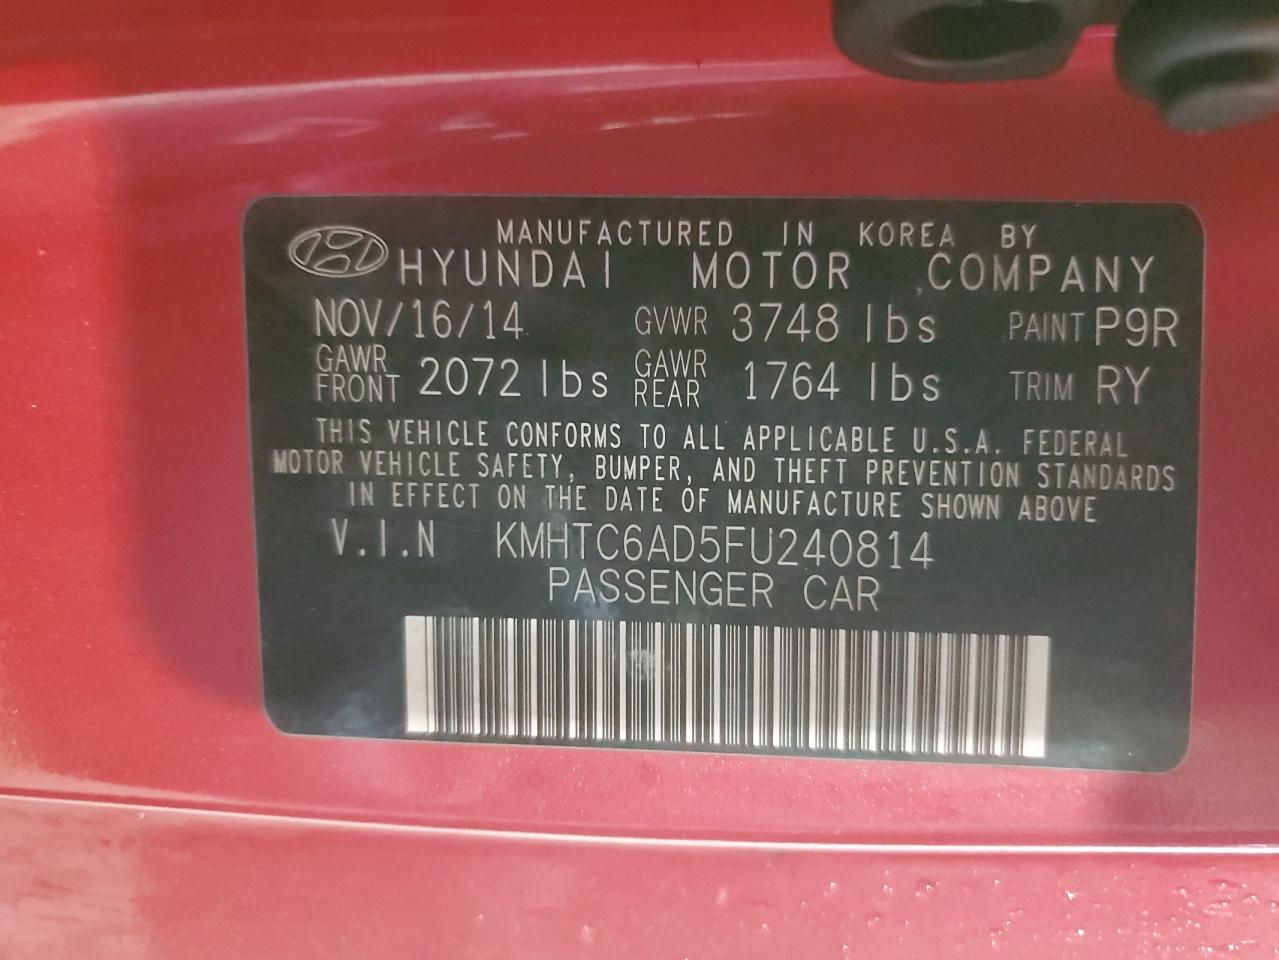 MANUFACTURED IN KOREA BY
HYUNDAI MOTOR COMPANY
NOV/16/14 GVWR 3748 lbs PAINT P9R
GAWR FRONT 2072 lbs GAWR REAR 1764 lbs TRIM RY
THIS VEHICLE CONFORMS TO ALL APPLICABLE U.S.A. FEDERAL
MOTOR VEHICLE SAFETY, BUMPER, AND THEFT PREVENTION STANDARDS
IN EFFECT ON THE DATE OF MANUFACTURE SHOWN ABOVE
V.I.N KMHTC6AD5FU240814
PASSENGER CAR